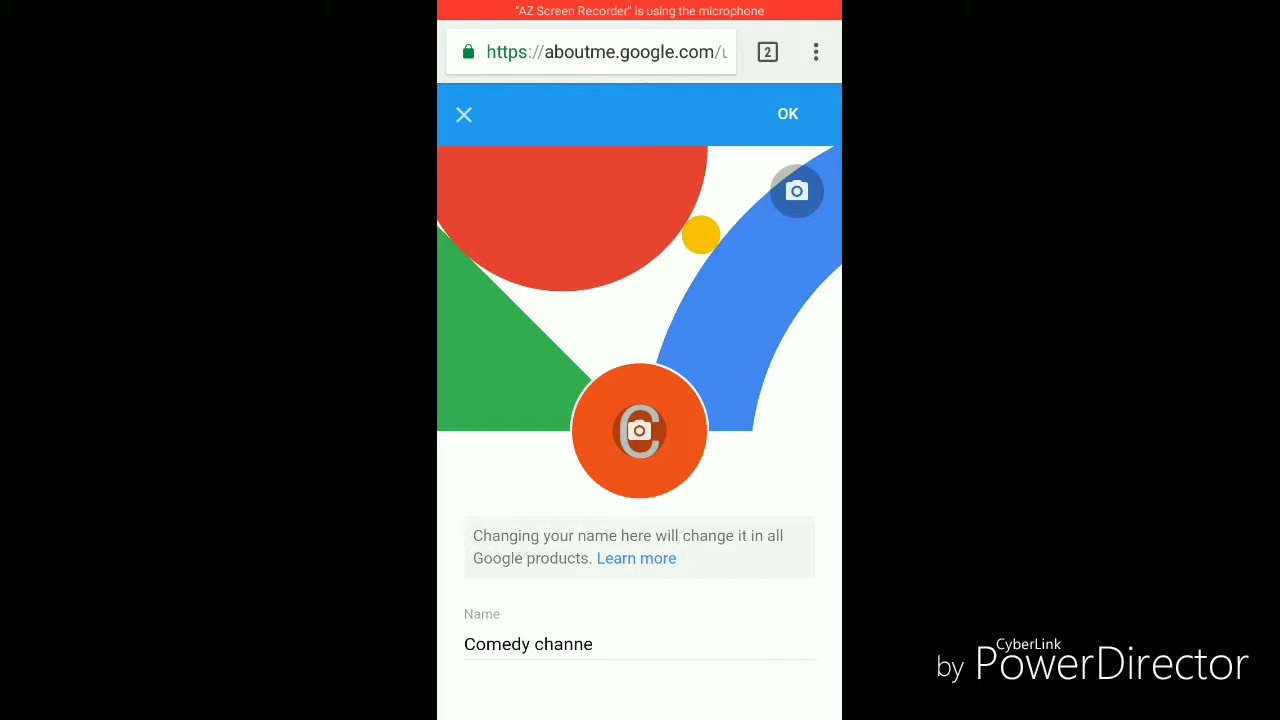 "AZ Screen Recorder" is using the microphone
https://aboutme.google.com/u
2
OK
C
Changing your name here will change it in all
Google products. Learn more
Name
Comedy channe
CyberLink
by PowerDirector